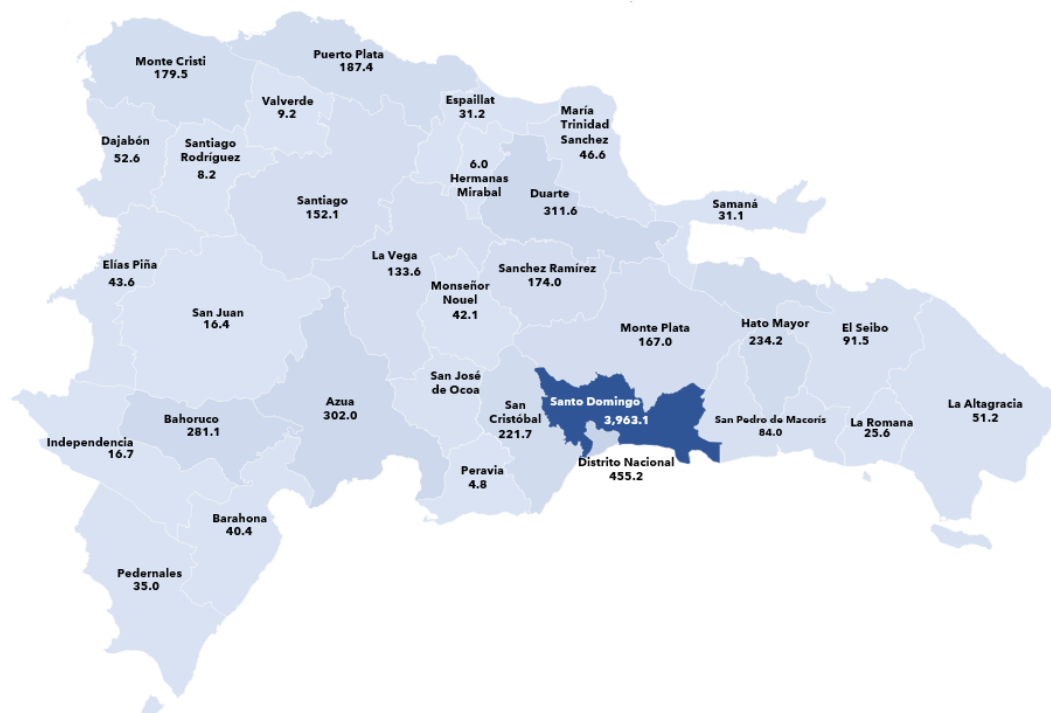 Monte Cristi
179.5
Puerto Plata
187.4
Valverde
9.2
Espaillat
31.2
María
Trinidad
Sanchez
46.6
Dajabón
52.6
Santiago
Rodríguez
8.2
6.0
Hermanas
Mirabal
Duarte
311.6
Santiago
152.1
Samaná
31.1
La Vega
133.6
Elías Piña
43.6
Sanchez Ramírez
174.0
Monseñor
Nouel
42.1
San Juan
16.4
Monte Plata
167.0
Hato Mayor
234.2
El Seibo
91.5
San José
de Ocoa
Azua
302.0
San
Cristóbal
221.7
Santo Domingo
3,963.1
La Altagracia
51.2
Bahoruco
281.1
San Pedro de Macorís
84.0
La Romana
25.6
Independencia
16.7
Distrito Nacional
455.2
Peravia
4.8
Barahona
40.4
Pedernales
35.0